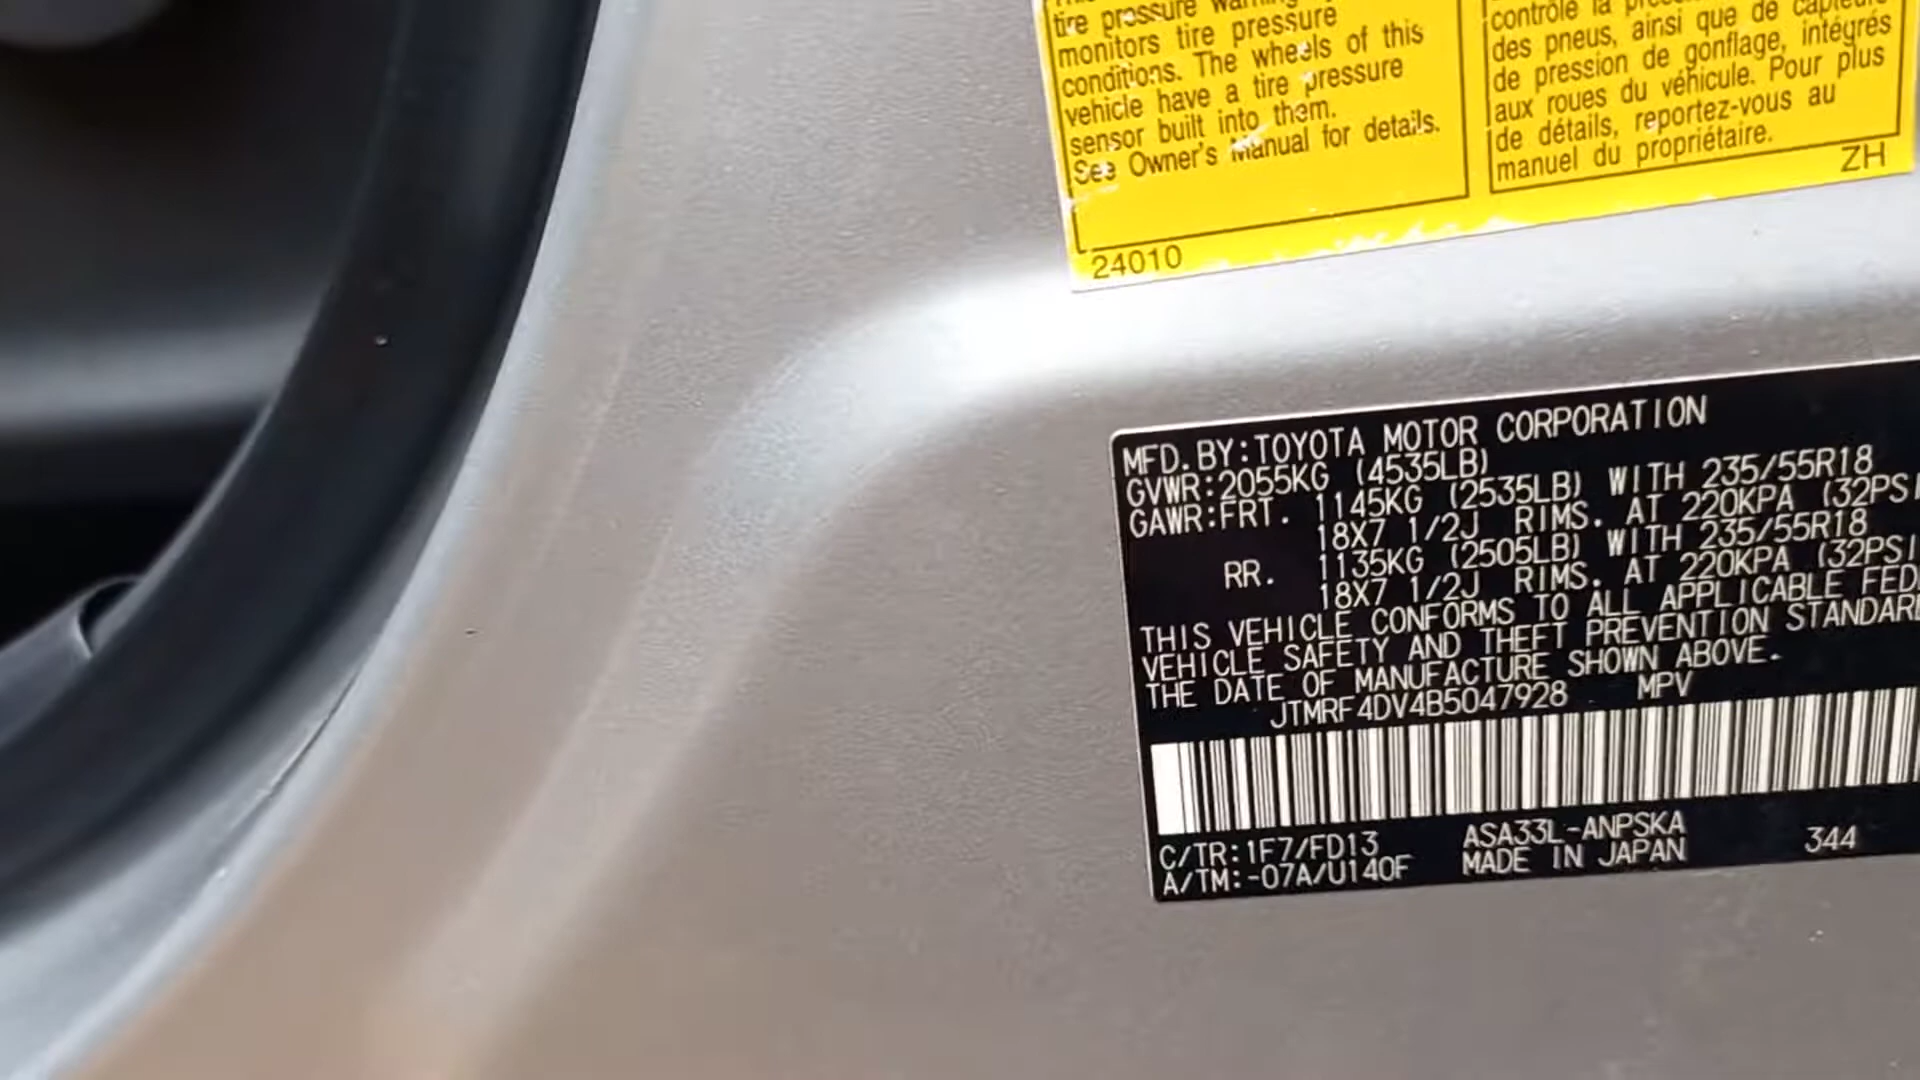 tire pressure warning
monitors tire pressure
conditions. The wheels of this
vehicle have a tire pressure
sensor built into them.
See Owner's Manual for details.
24010
contrôle la
des pneus, ainsi que de capteurs
de pression de gonflage, intégrés
aux roues du véhicule. Pour plus
de détails, reportez-vous au
manuel du propriétaire.
ZH
MFD. BY:TOYOTA MOTOR CORPORATION
GVWR:2055KG (4535LB)
GAWR:FRT. 1145KG (2535LB) WITH 235/55R18
18X7 1/2J RIMS. AT 220KPA (32PSI
RR. 1135KG (2505LB) WITH 235/55R18
18X7 1/2J RIMS. AT 220KPA (32PSI
THIS VEHICLE CONFORMS TO ALL APPLICABLE FED
VEHICLE SAFETY AND THEFT PREVENTION STANDAR
THE DATE OF MANUFACTURE SHOWN ABOVE.
JTMRF4DV4B5047928 MPV
C/TR:1F7/FD13 ASA33L-ANPSKA 344
A/TM:-07A/U140F MADE IN JAPAN